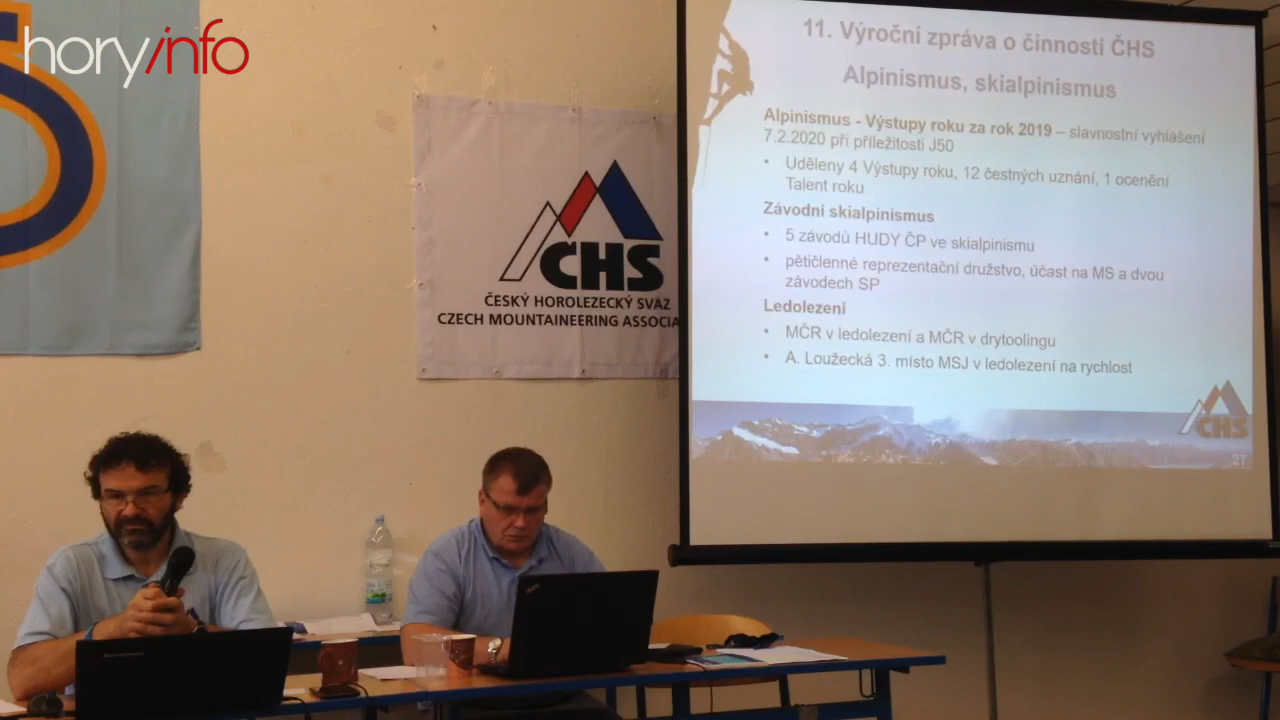 hory/info
11. Výroční zpráva o činnosti ČHS
Alpinismus, skialpinismus
Alpinismus - Výstupy roku za rok 2019 – slavnostní vyhlášení
7.2.2020 při příležitosti J50
• Uděleny 4 Výstupy roku, 12 čestných uznání, 1 ocenění
Talent roku
Závodní skialpinismus
• 5 závodů HUDY ČP ve skialpinismu
• pětičlenné reprezentační družstvo, účast na MS a dvou
závodech SP
Ledolezení
• MČR v ledolezení a MČR v drytoolingu
• A. Loužecká 3. místo MSJ v ledolezení na rychlost
ČHS
27
ČHS
ČESKÝ HOROLEZECKÝ SVAZ
CZECH MOUNTAINEERING ASSOCIA